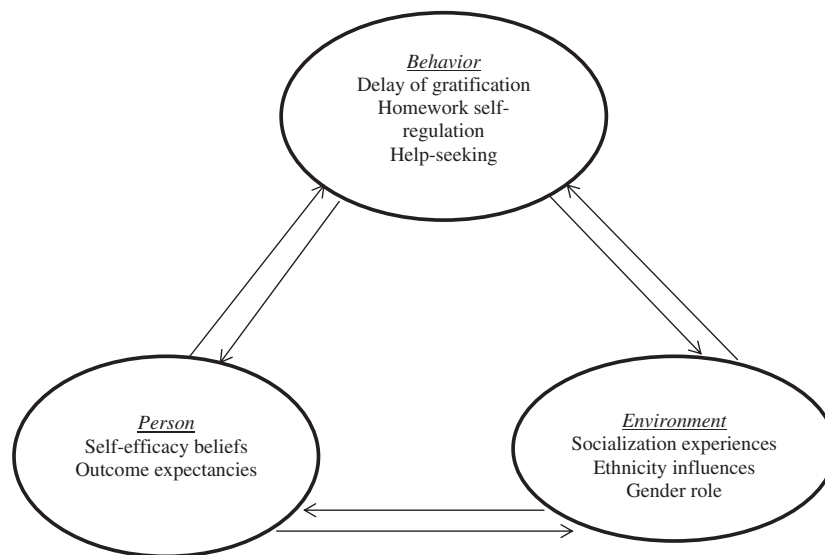 Behavior
Delay of gratification
Homework self-
regulation
Help-seeking
Person
Self-efficacy beliefs
Outcome expectancies
Environment
Socialization experiences
Ethnicity influences
Gender role